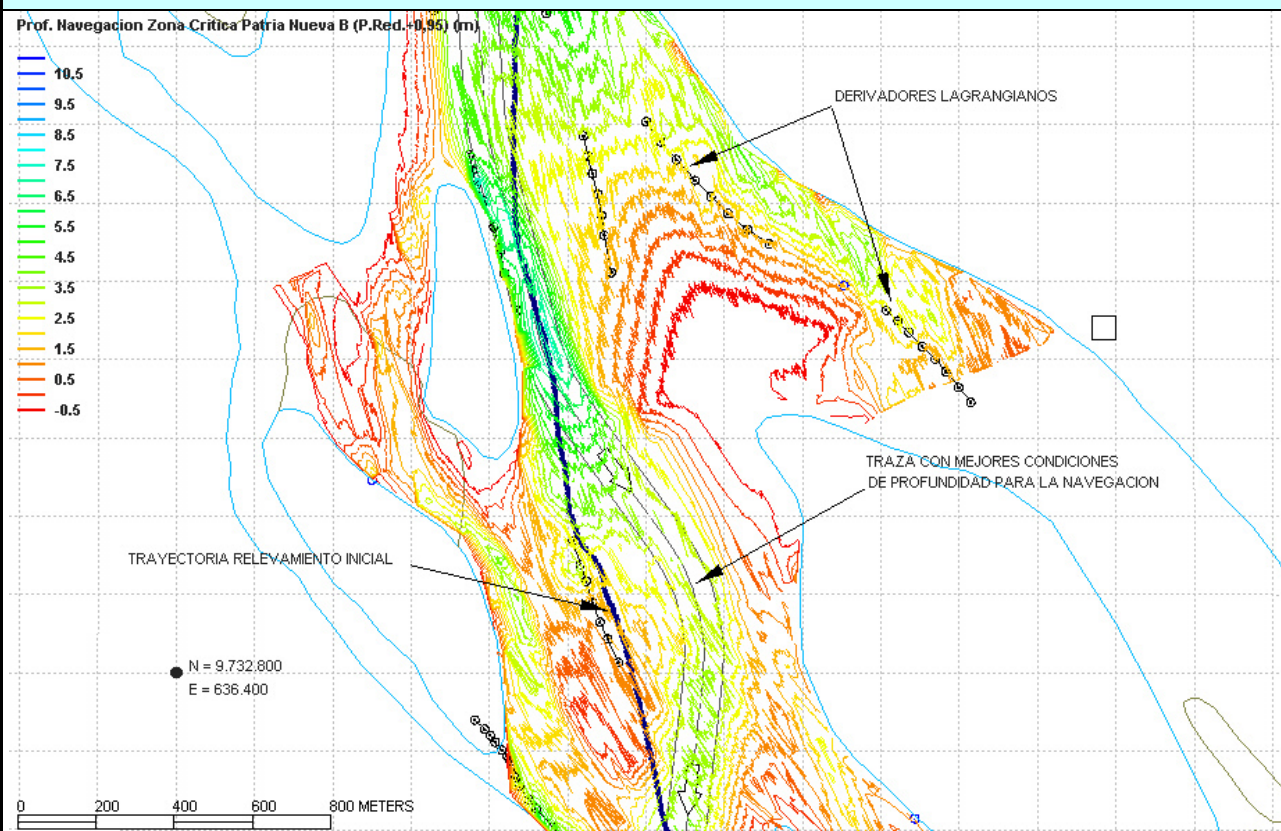 Prof. Navegacion Zona Crítica Patria Nueva B (P.Red.+0,95) (m)
10.5
9.5
8.5
7.5
6.5
5.5
4.5
3.5
2.5
1.5
0.5
-0.5
DERIVADORES LAGRANGIANOS
TRAZA CON MEJORES CONDICIONES
DE PROFUNDIDAD PARA LA NAVEGACION
TRAYECTORIA RELEVAMIENTO INICIAL
N = 9.732.800
E = 636.400
0 200 400 600 800 METERS